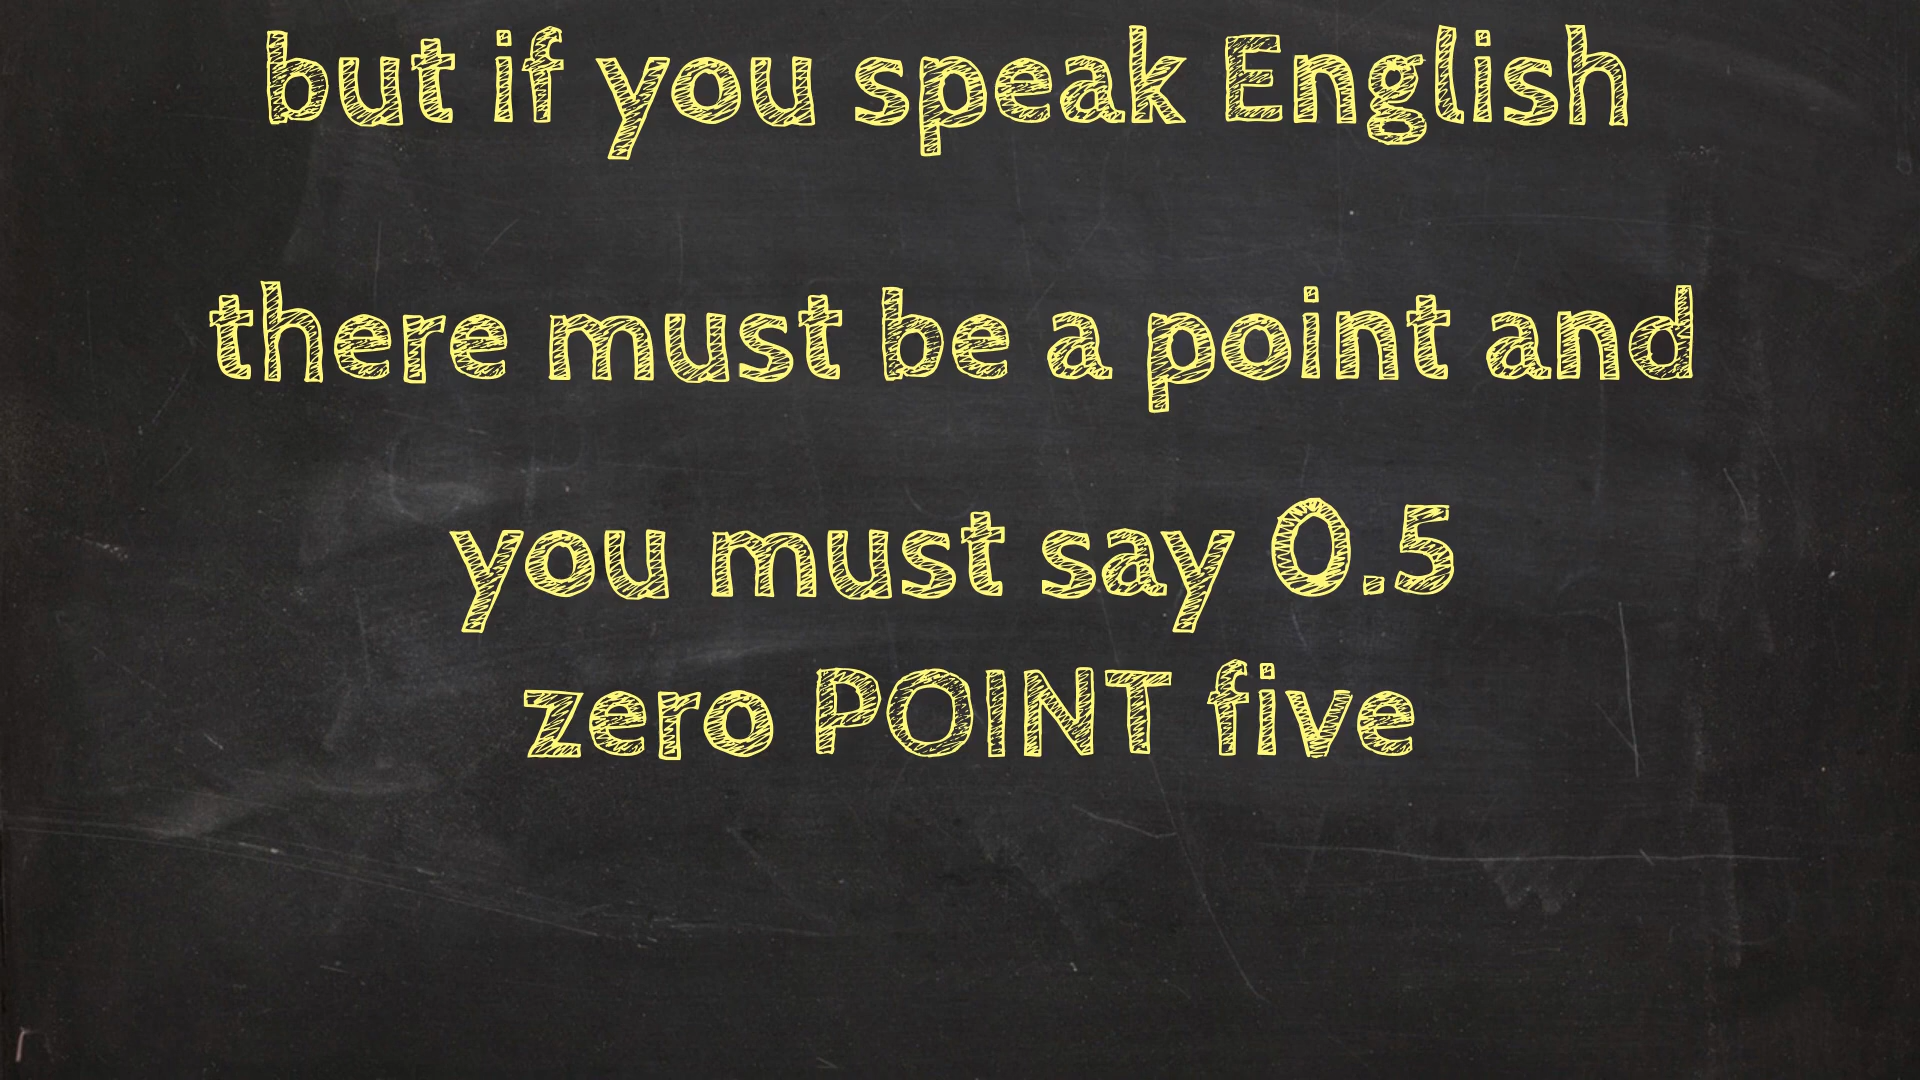 but if you speak English
there must be a point and
you must say 0.5
zero POINT five